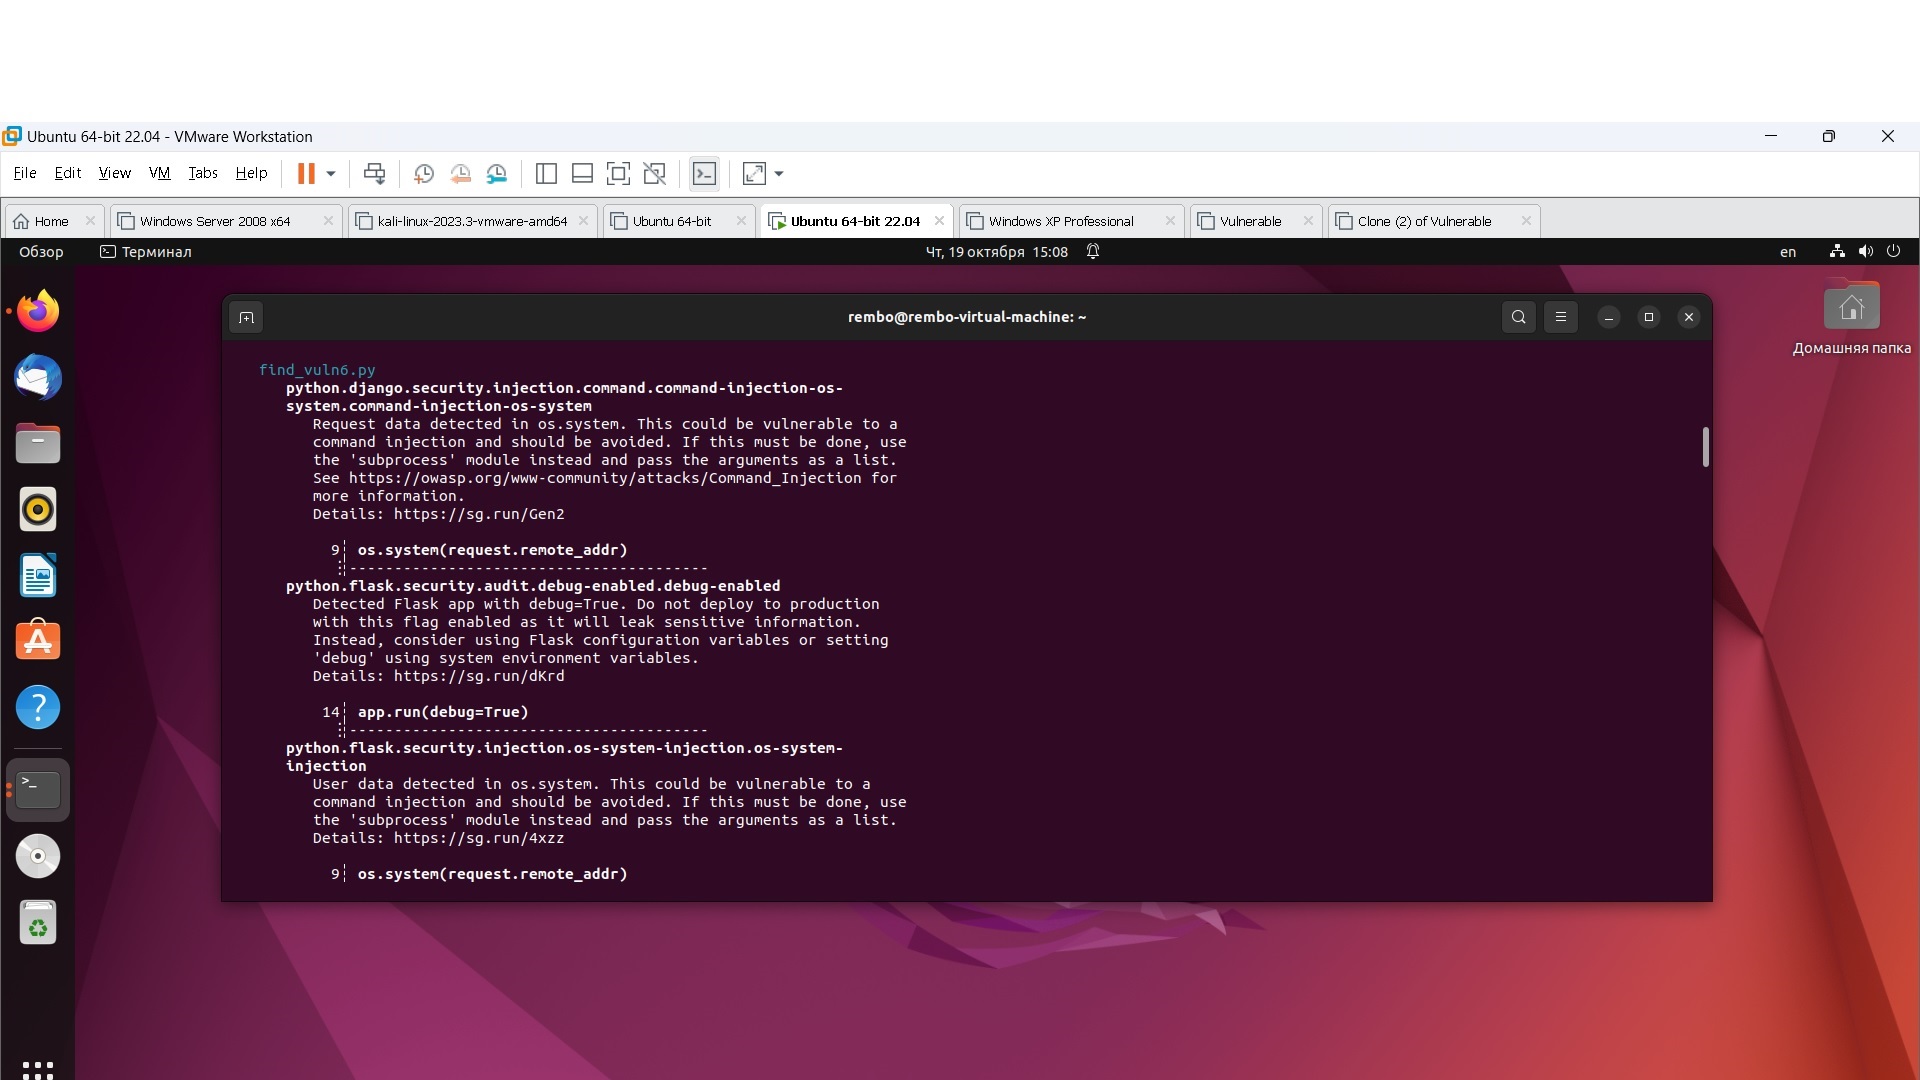 Ubuntu 64-bit 22.04 - VMware Workstation
File Edit View VM Tabs Help
Home Windows Server 2008 x64 kali-linux-2023.3-vmware-amd64 Ubuntu 64-bit Ubuntu 64-bit 22.04 Windows XP Professional Vulnerable Clone (2) of Vulnerable
Обзор Терминал Чт, 19 октября 15:08 en
rembo@rembo-virtual-machine: ~
Домашняя папка
find_vuln6.py
python.django.security.injection.command.command-injection-os-
system.command-injection-os-system
Request data detected in os.system. This could be vulnerable to a
command injection and should be avoided. If this must be done, use
the 'subprocess' module instead and pass the arguments as a list.
See https://owasp.org/www-community/attacks/Command_Injection for
more information.
Details: https://sg.run/Gen2
9┆ os.system(request.remote_addr)
⋮┆----------------------------------------
python.flask.security.audit.debug-enabled.debug-enabled
Detected Flask app with debug=True. Do not deploy to production
with this flag enabled as it will leak sensitive information.
Instead, consider using Flask configuration variables or setting
'debug' using system environment variables.
Details: https://sg.run/dKrd
14┆ app.run(debug=True)
⋮┆----------------------------------------
python.flask.security.injection.os-system-injection.os-system-
injection
User data detected in os.system. This could be vulnerable to a
command injection and should be avoided. If this must be done, use
the 'subprocess' module instead and pass the arguments as a list.
Details: https://sg.run/4xzz
9┆ os.system(request.remote_addr)